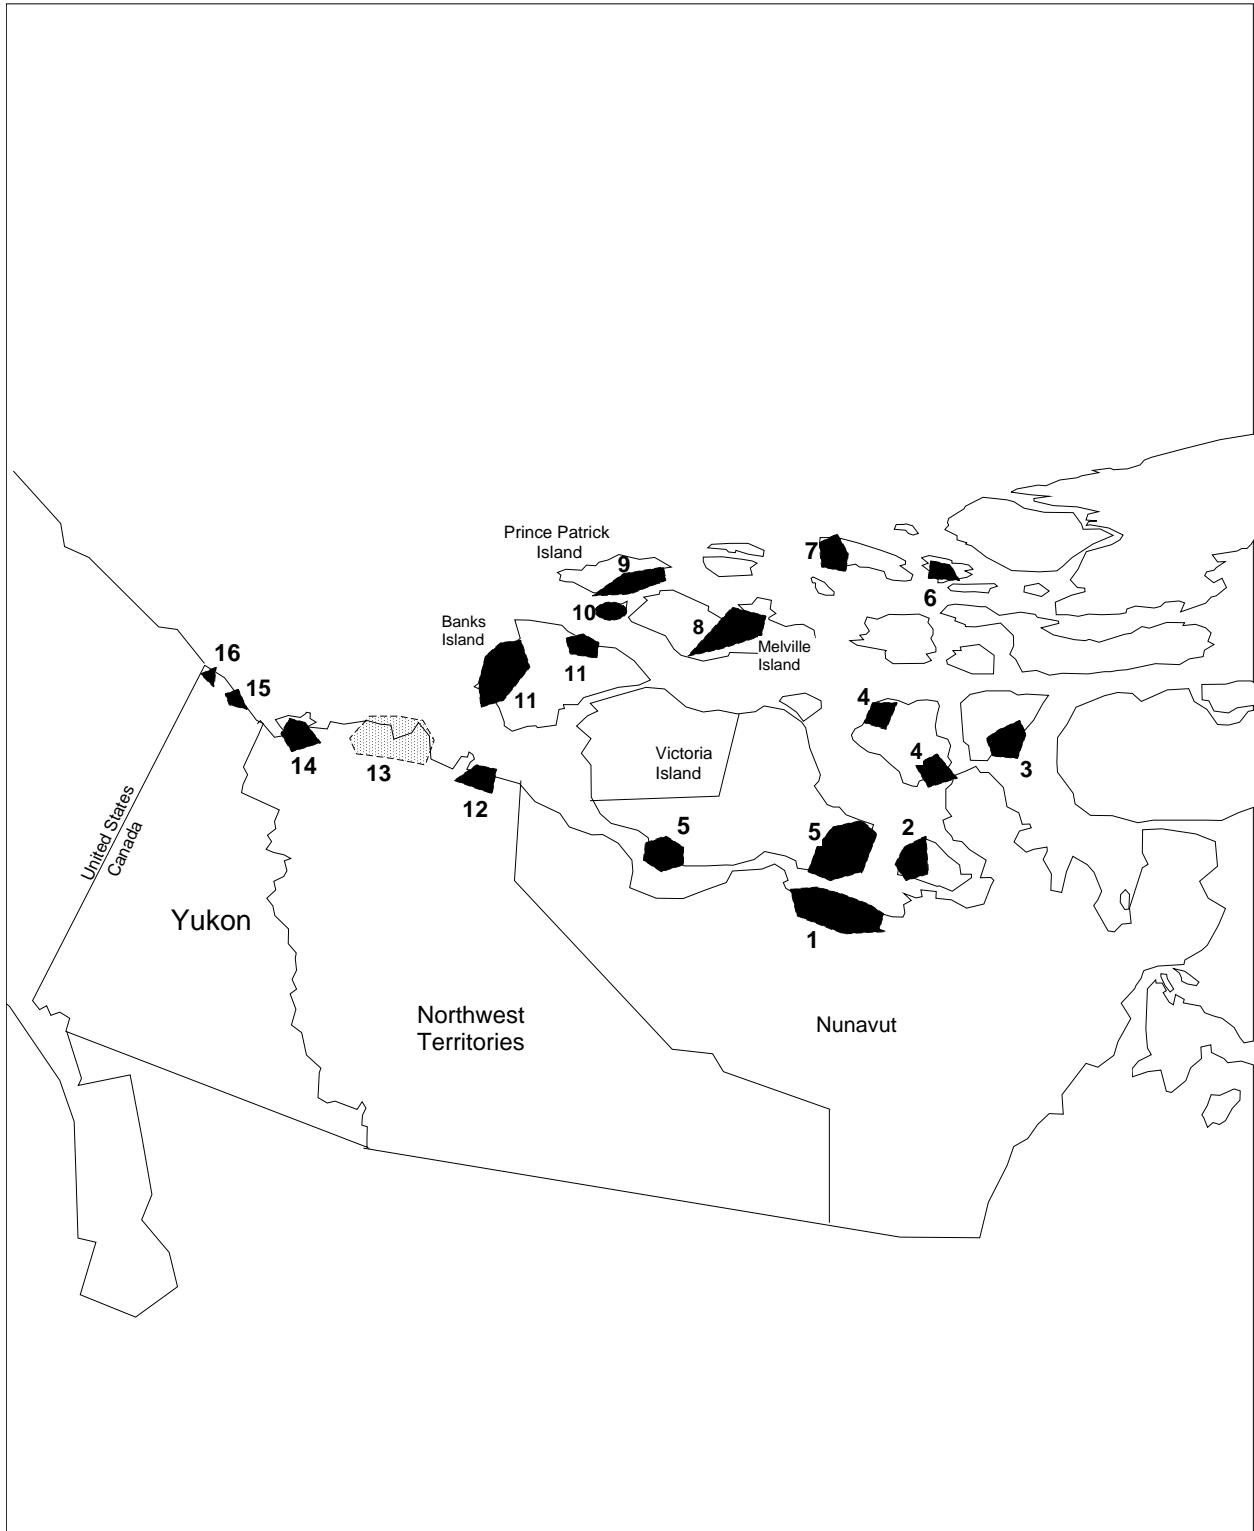 Prince Patrick
Island
9
7
6
10
Banks
Island
8
Melville
Island
11
11
16
15
4
4
3
14
13
12
Victoria
Island
5
5
2
1
United States
Canada
Yukon
Northwest
Territories
Nunavut